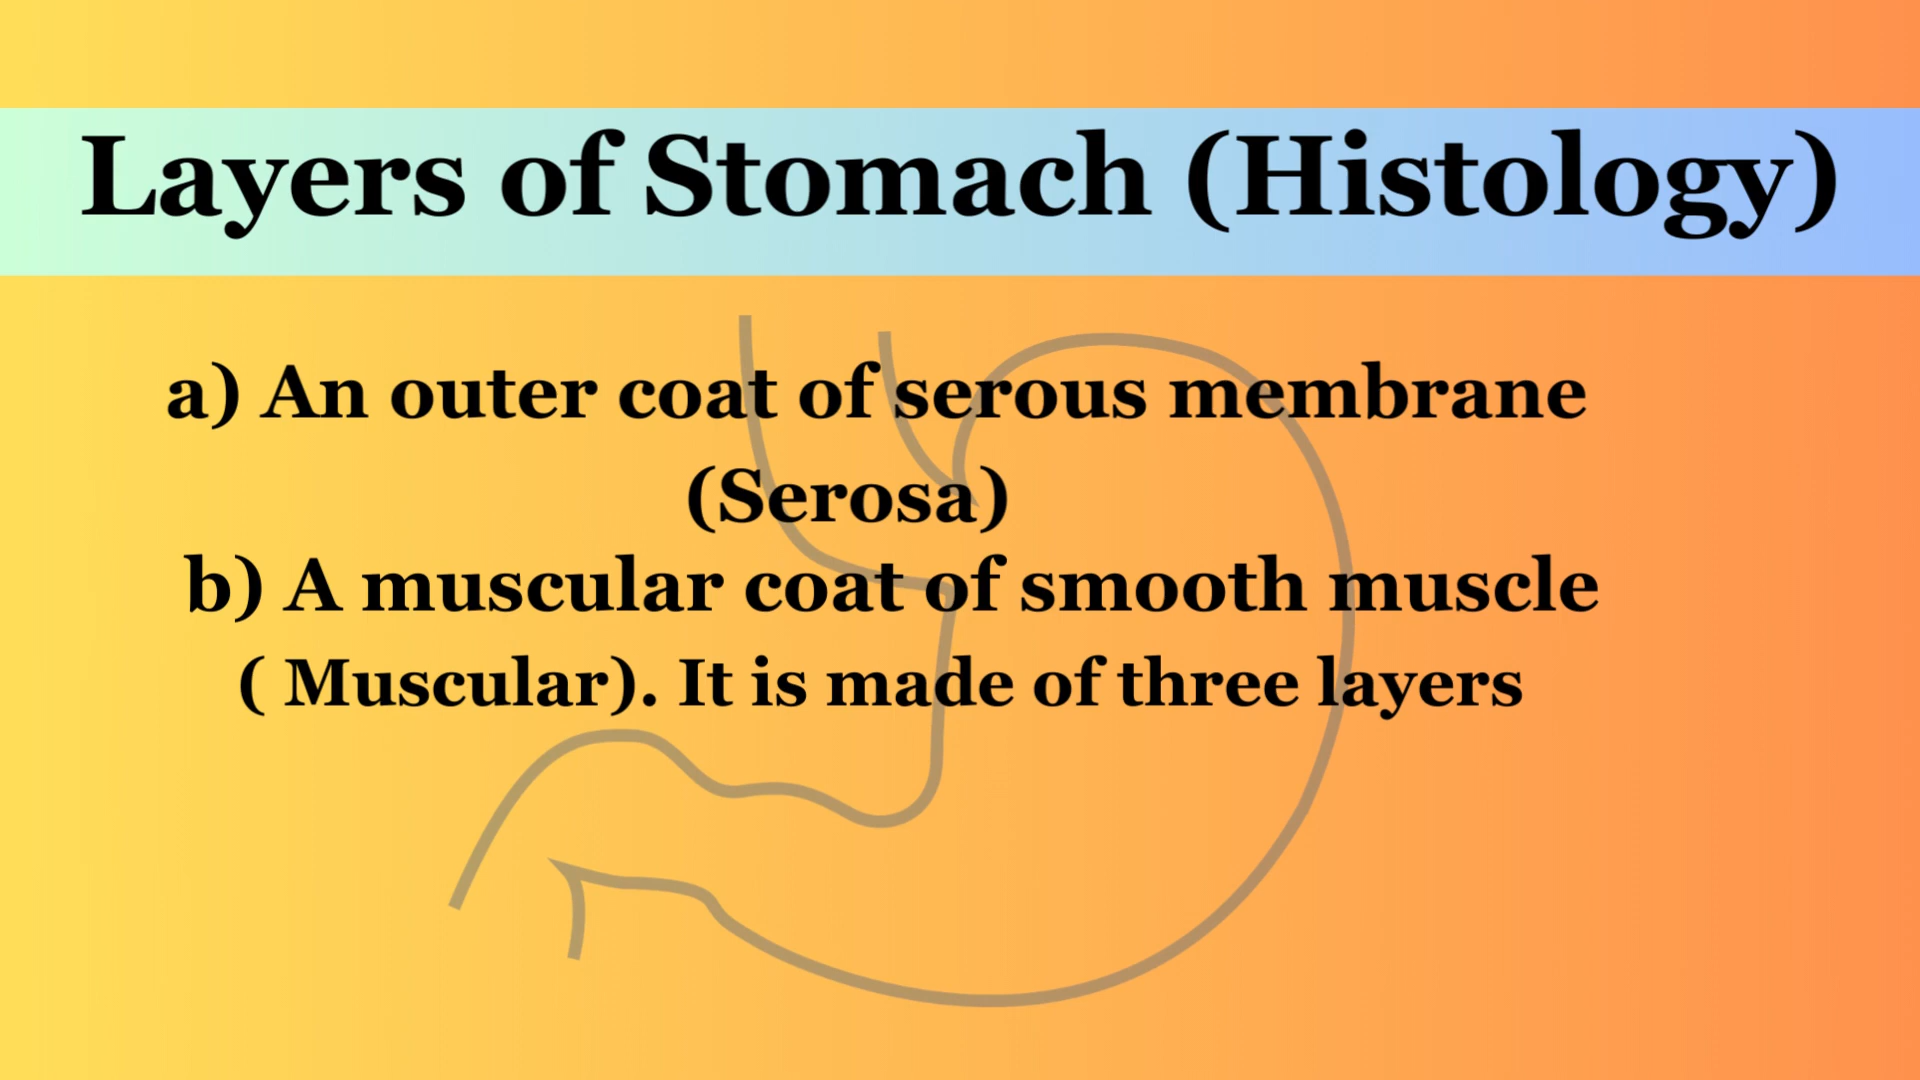 Layers of Stomach (Histology)
a) An outer coat of serous membrane
(Serosa)
b) A muscular coat of smooth muscle
( Muscular). It is made of three layers